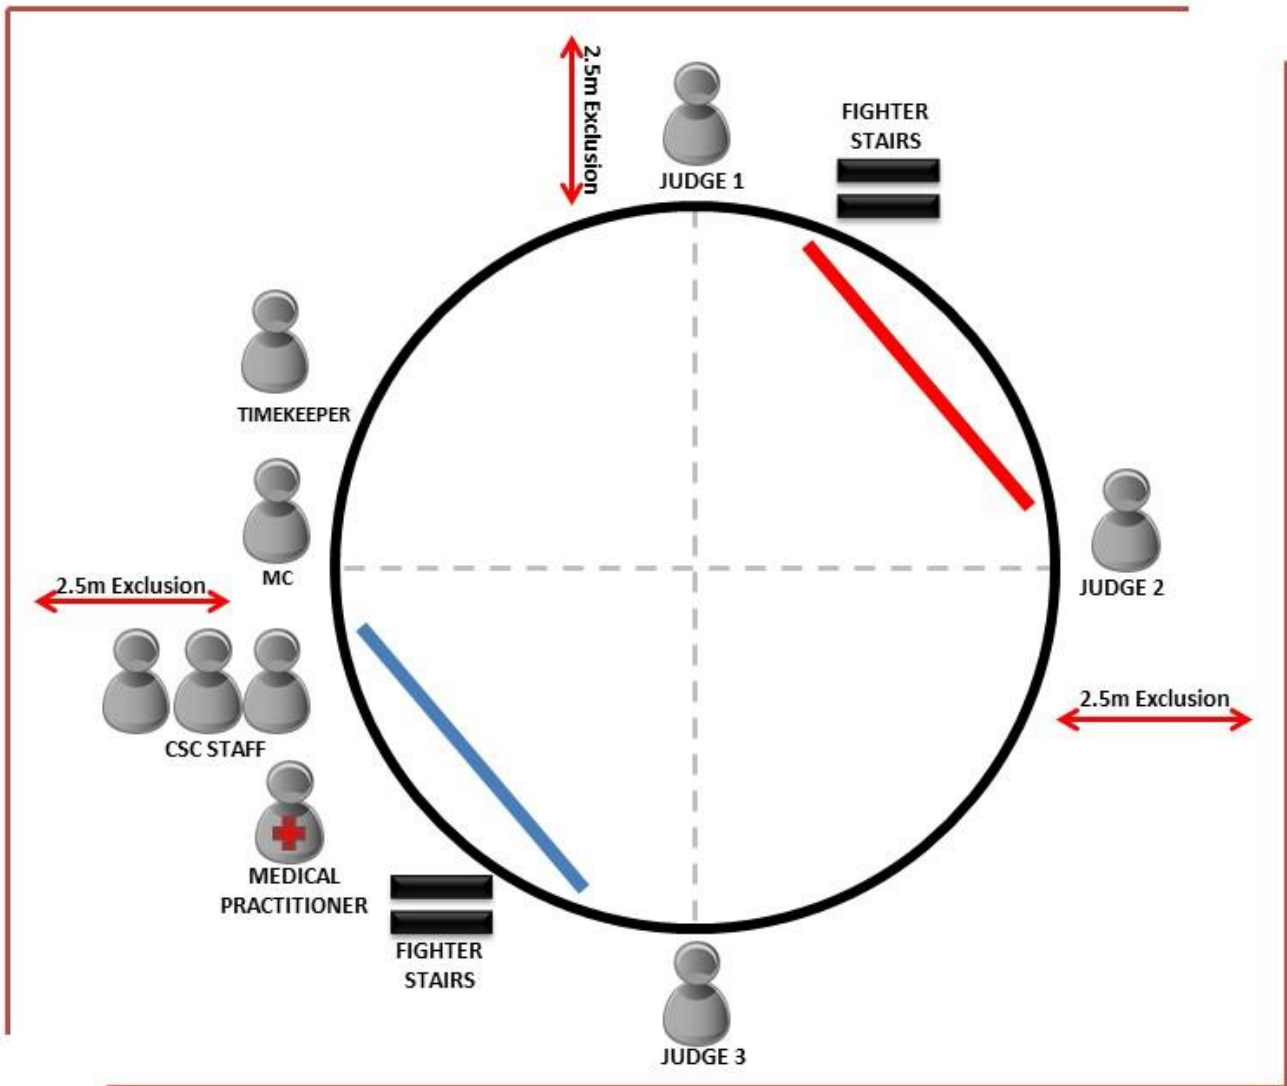 2.5m Exclusion
JUDGE 1
FIGHTER
STAIRS
TIMEKEEPER
MC
2.5m Exclusion
JUDGE 2
CSC STAFF
2.5m Exclusion
MEDICAL
PRACTITIONER
FIGHTER
STAIRS
JUDGE 3